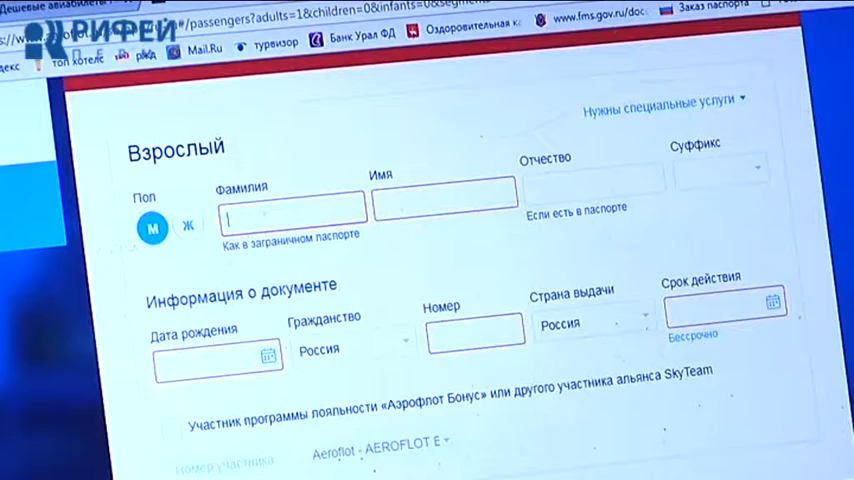 Дешевые авиабилеты
/passengers?adults=1&children=0&infants=0&segme
РИФЕЙ
топ хотелс
Mail.Ru
турвизор
Банк Урал ФД
Оздоровительная ка
www.fms.gov.ru/doc
Заказ паспорта
Нужны специальные услуги
Взрослый
Пол
Фамилия
Имя
Отчество
Суффикс
М
Ж
Как в заграничном паспорте
Если есть в паспорте
Информация о документе
Дата рождения
Гражданство
Номер
Страна выдачи
Срок действия
Россия
Россия
Бессрочно
Участник программы лояльности «Аэрофлот Бонус» или другого участника альянса SkyTeam
Номер участника
Aeroflot - AEROFLOT B